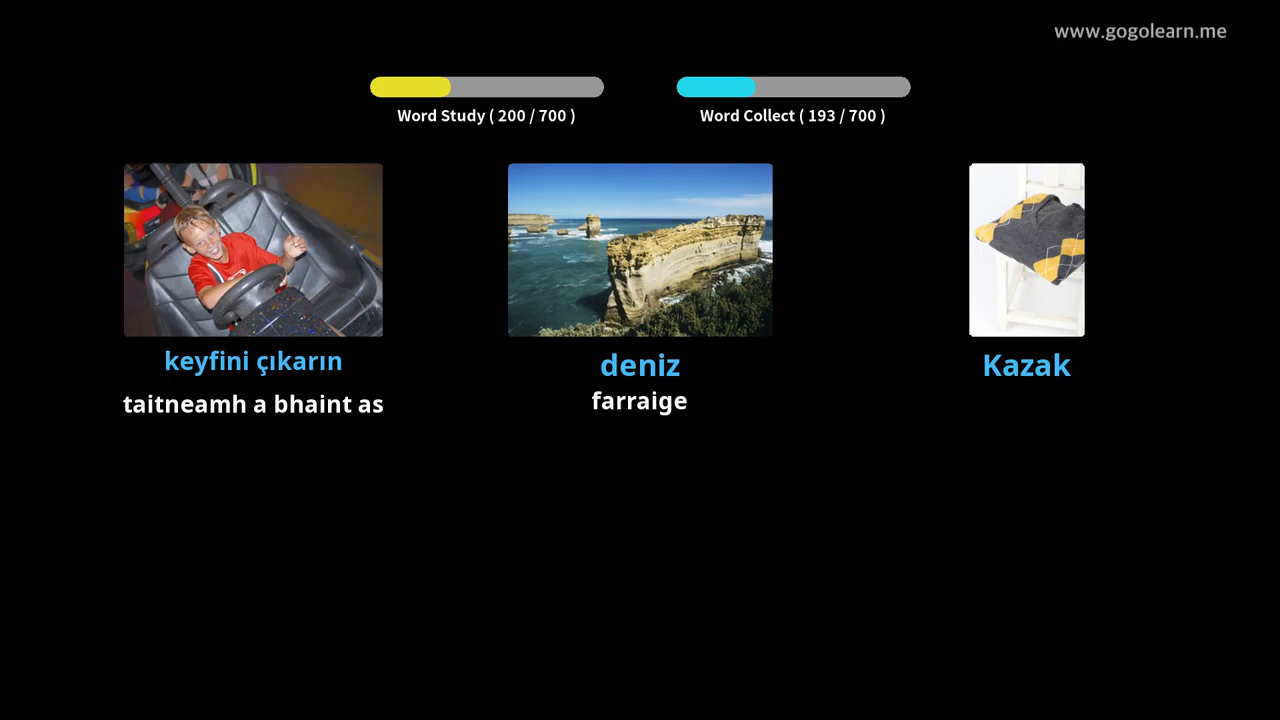 www.gogolearn.me
Word Study ( 200 / 700 )
Word Collect ( 193 / 700 )
keyfini çıkarın
taitneamh a bhaint as
deniz
farraige
Kazak